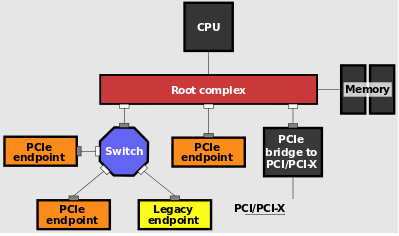 CPU
Root complex
Memory
PCIe
endpoint
Switch
PCIe
endpoint
PCIe
bridge to
PCI/PCI-X
PCIe
endpoint
Legacy
endpoint
PCI/PCI-X